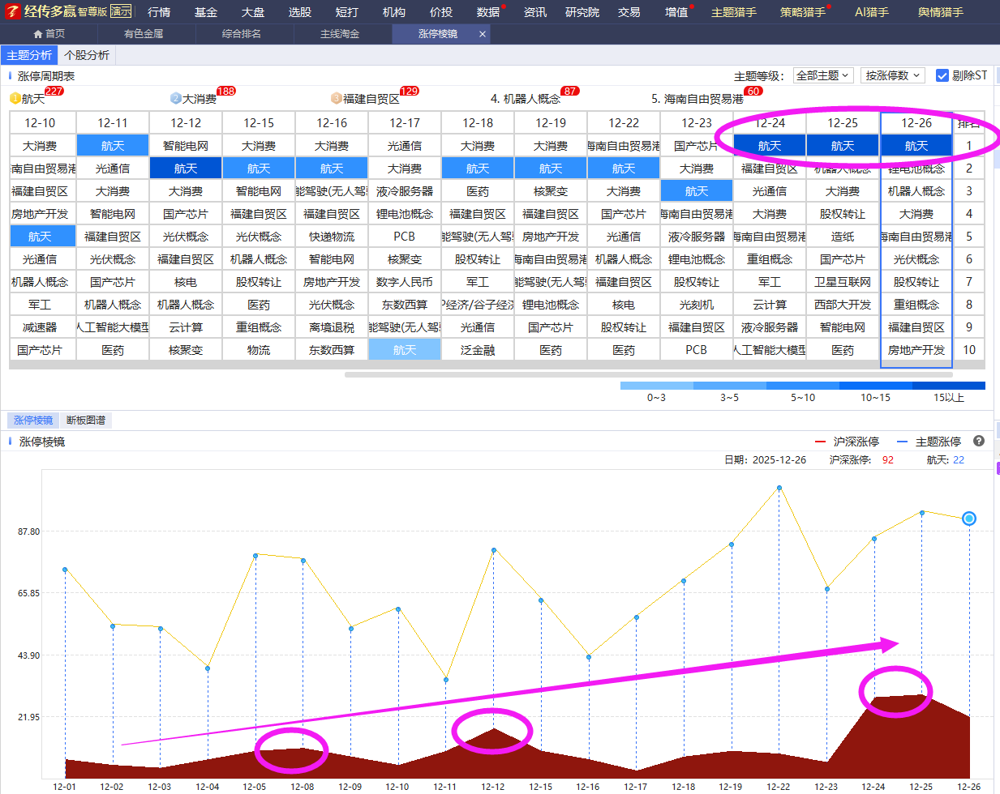 经传多赢 智尊版 演示 行情 基金 大盘 选股 短打 机构 价投 数据 资讯 研究院 交易 增值 主题猎手 策略猎手 AI猎手 舆情猎手
首页 有色金属 综合排名 主线淘金 涨停棱镜 ×
主题分析 个股分析
涨停周期表 主题等级: 全部主题 按涨停数 剔除ST
1 航天 227 2 大消费 188 3 福建自贸区 129 4. 机器人概念 87 5. 海南自由贸易港 60
12-10 12-11 12-12 12-15 12-16 12-17 12-18 12-19 12-22 12-23 12-24 12-25 12-26 排名
大消费 航天 智能电网 大消费 大消费 光通信 大消费 大消费 海南自由贸易港 国产芯片 航天 航天 航天 1
南自由贸易港 光通信 航天 航天 航天 大消费 航天 航天 航天 大消费 福建自贸区 机器人概念 锂电池概念 2
福建自贸区 大消费 大消费 智能电网 能驾驶(无人驾 液冷服务器 医药 核聚变 大消费 航天 光通信 大消费 机器人概念 3
房地产开发 智能电网 国产芯片 福建自贸区 福建自贸区 锂电池概念 福建自贸区 福建自贸区 国产芯片 海南自由贸易港 大消费 股权转让 大消费 4
航天 福建自贸区 光伏概念 光伏概念 快递物流 PCB 能驾驶(无人驾 房地产开发 光通信 液冷服务器 海南自由贸易港 造纸 海南自由贸易港 5
光通信 光伏概念 福建自贸区 机器人概念 智能电网 核聚变 股权转让 海南自由贸易港 机器人概念 锂电池概念 重组概念 国产芯片 光伏概念 6
机器人概念 国产芯片 核电 股权转让 房地产开发 数字人民币 军工 能驾驶(无人驾 福建自贸区 股权转让 军工 卫星互联网 股权转让 7
军工 机器人概念 机器人概念 医药 光伏概念 东数西算 P经济/谷子经济 锂电池概念 核电 光刻机 云计算 西部大开发 重组概念 8
减速器 人工智能大模型 云计算 重组概念 离境退税 能驾驶(无人驾 光通信 国产芯片 股权转让 福建自贸区 液冷服务器 智能电网 福建自贸区 9
国产芯片 医药 核聚变 物流 东数西算 航天 泛金融 医药 医药 PCB 人工智能大模型 医药 房地产开发 10
0~3 3~5 5~10 10~15 15以上
涨停棱镜 断板图谱
涨停棱镜 沪深涨停 主题涨停 ?
日期: 2025-12-26 沪深涨停: 92 航天: 22
87.80
65.85
43.90
21.95
12-01 12-02 12-03 12-04 12-05 12-08 12-09 12-10 12-11 12-12 12-15 12-16 12-17 12-18 12-19 12-22 12-23 12-24 12-25 12-26